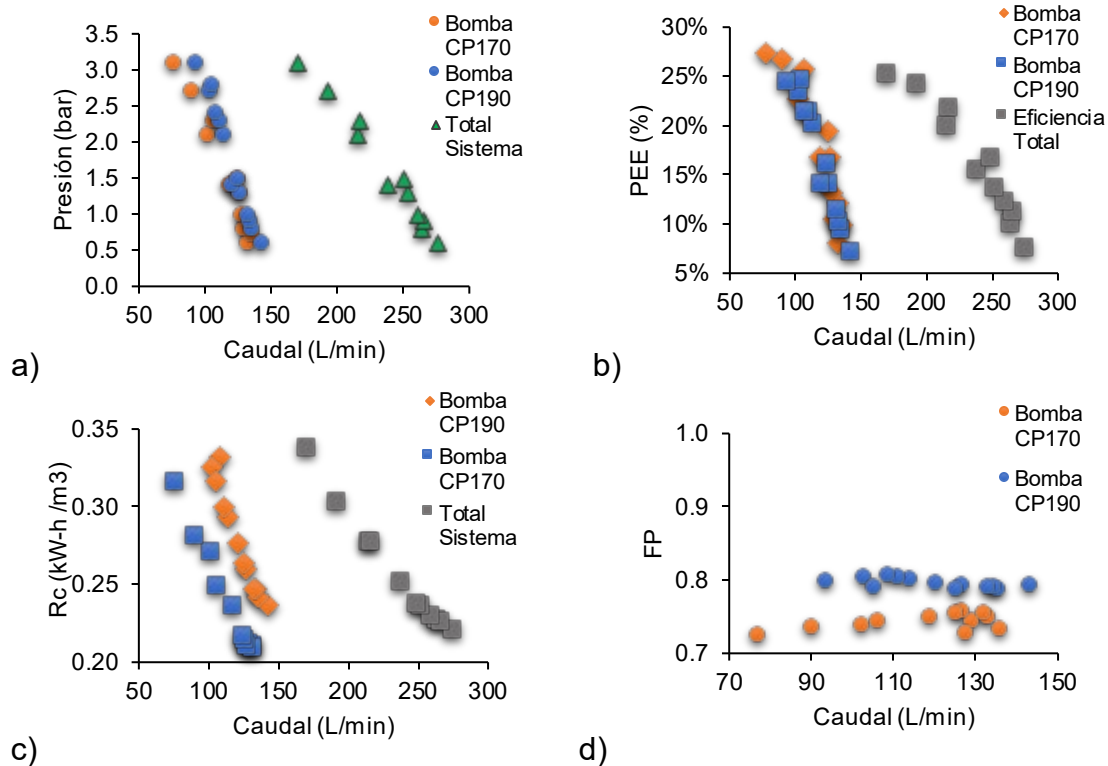 Bomba
CP170
Bomba
CP190
Total
Sistema
3.5
3.0
2.5
2.0
1.5
1.0
0.5
0.0
Presión (bar)
50 100 150 200 250 300
Caudal (L/min)
a)
Bomba
CP170
Bomba
CP190
Eficiencia
Total
30%
25%
20%
15%
10%
5%
PEE (%)
50 100 150 200 250 300
Caudal (L/min)
b)
Bomba
CP190
Bomba
CP170
Total
Sistema
0.35
0.30
0.25
0.20
Rc (kW-h /m3)
50 100 150 200 250 300
Caudal (L/min)
c)
Bomba
CP170
Bomba
CP190
1.0
0.9
0.8
0.7
FP
70 90 110 130 150
Caudal (L/min)
d)